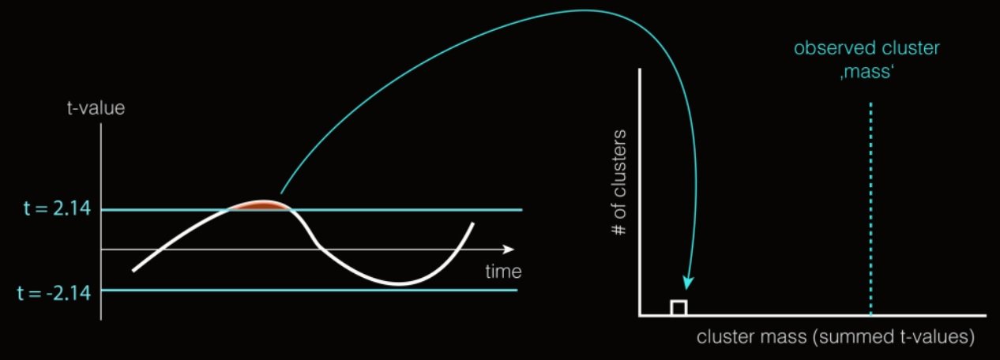 t-value
t = 2.14
time
t = -2.14
# of clusters
observed cluster
‚mass‘
cluster mass (summed t-values)